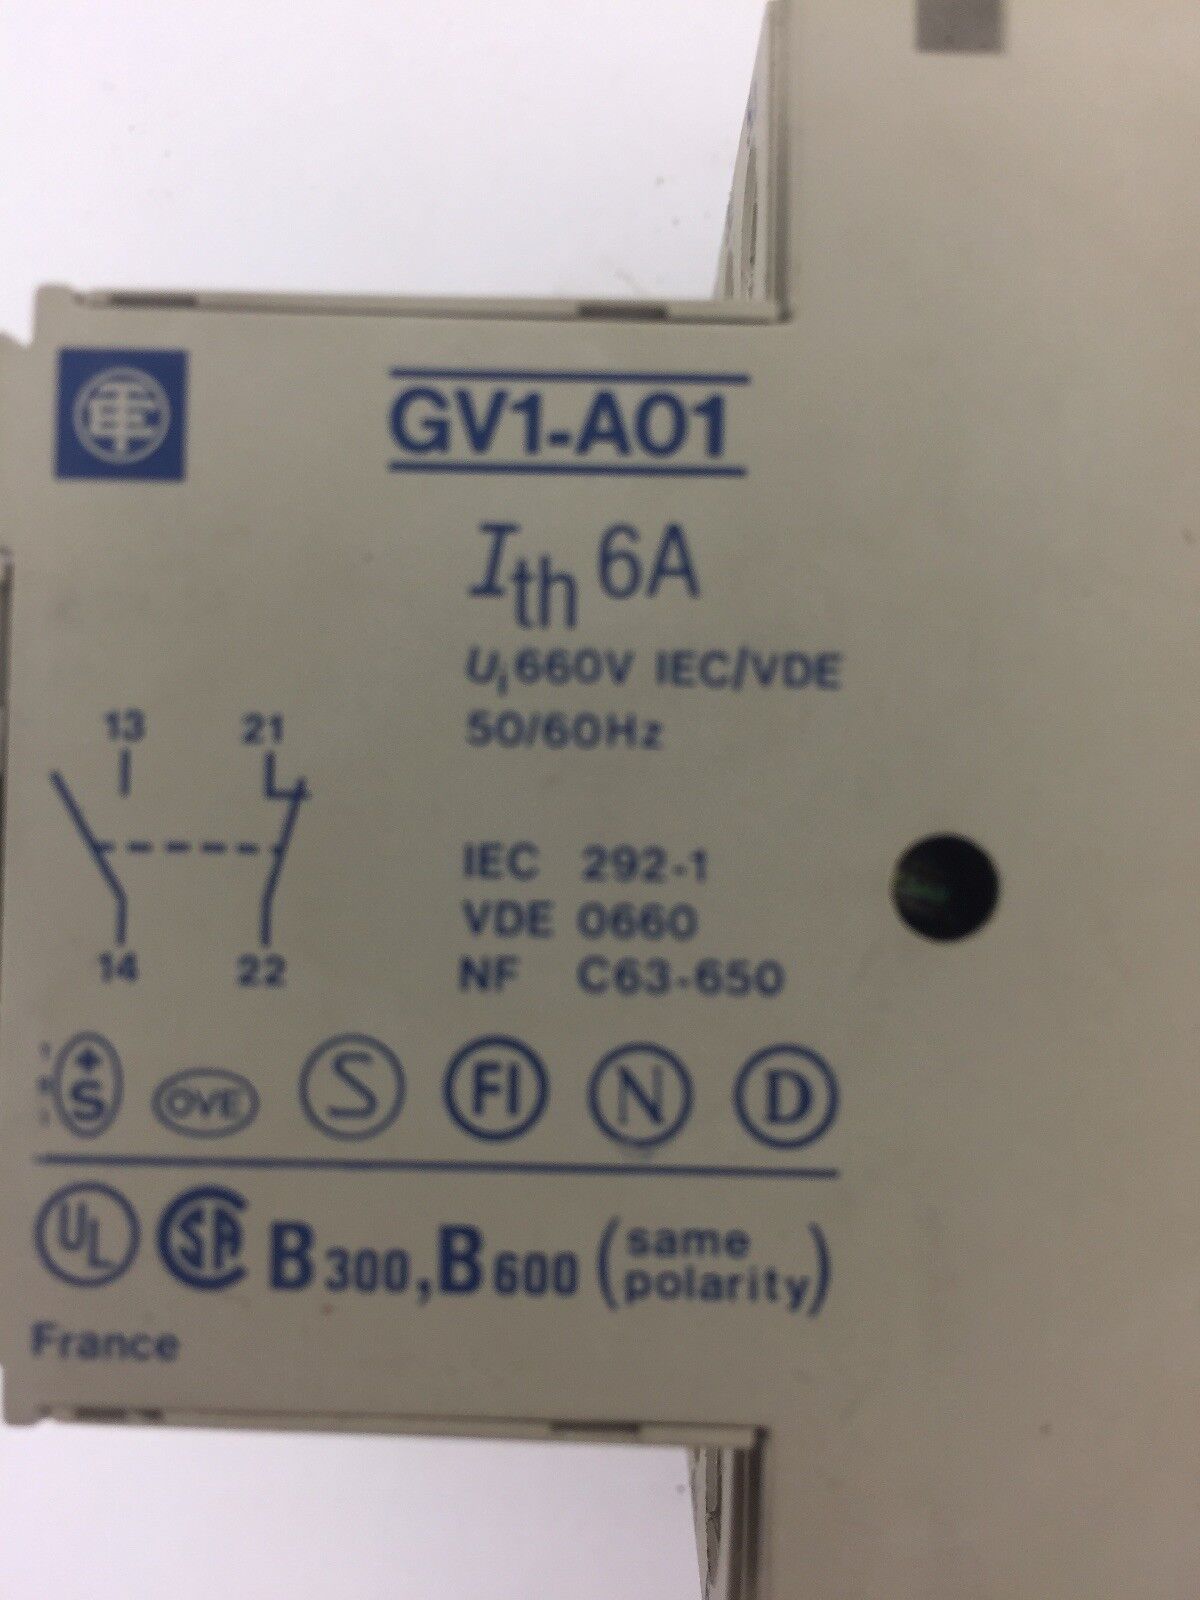 GV1-A01
Ith 6A
Ui 660V IEC/VDE
50/60Hz
13 21
14 22
IEC 292-1
VDE 0660
NF C63-650
+S OVE S FI N D
UL SA B300, B600 (same polarity)
France